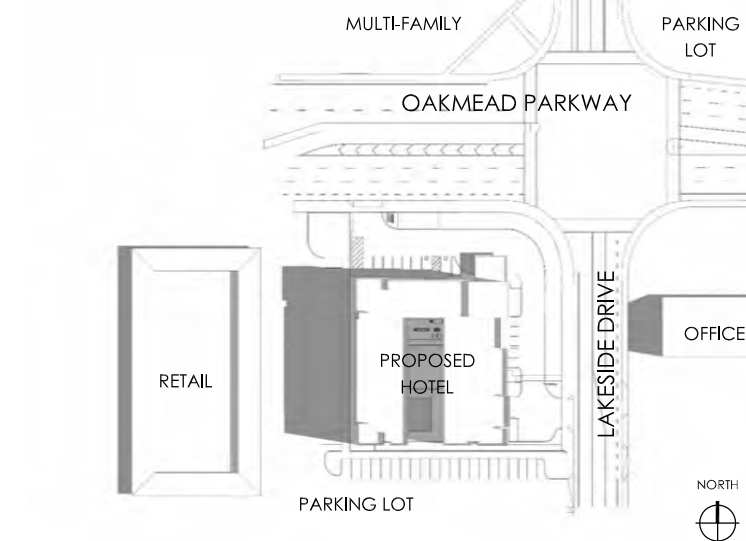 MULTI-FAMILY
PARKING
LOT
OAKMEAD PARKWAY
LAKESIDE DRIVE
OFFICE
RETAIL
PROPOSED
HOTEL
PARKING LOT
NORTH